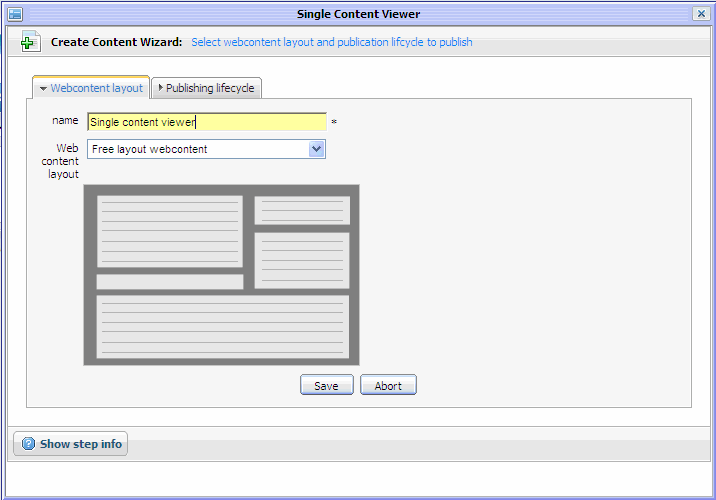 Single Content Viewer
Create Content Wizard: Select webcontent layout and publication lifcycle to publish
Webcontent layout Publishing lifecycle
name Single content viewer *
Web content layout Free layout webcontent
Save Abort
Show step info